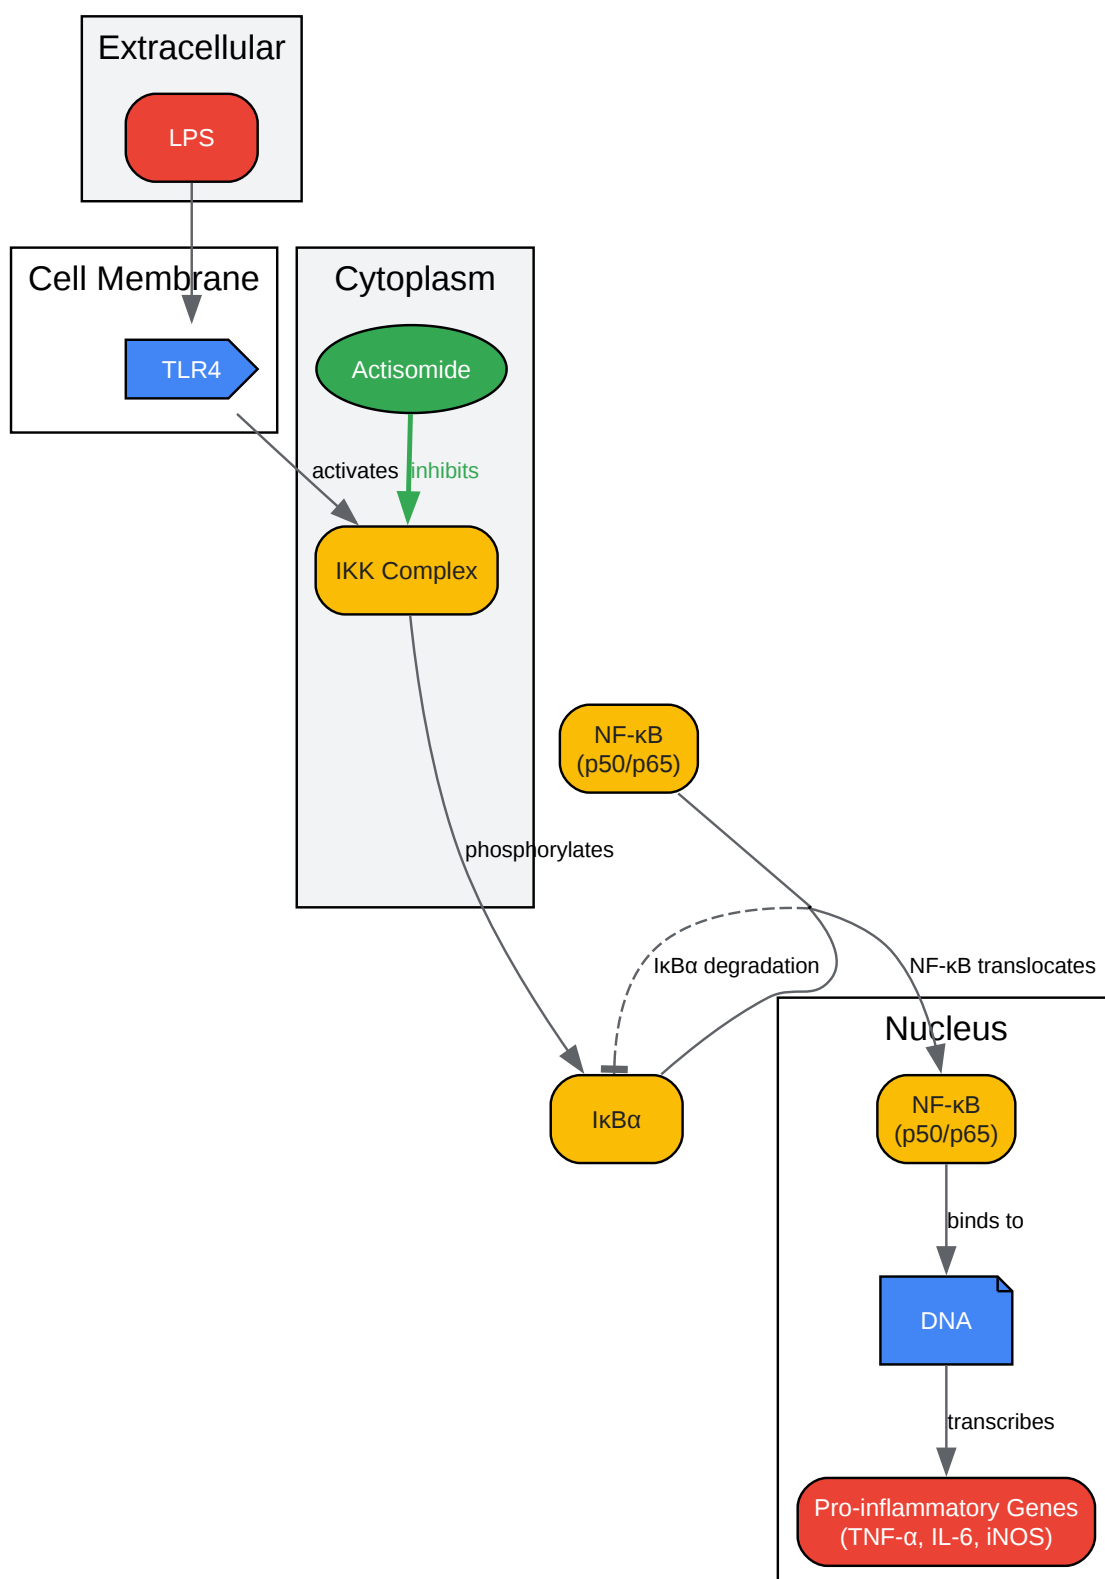 Extracellular
LPS
Cell Membrane
Cytoplasm
TLR4
Actisomide
activates
inhibits
IKK Complex
NF-κB
(p50/p65)
phosphorylates
IκBα degradation
NF-κB translocates
Nucleus
IκBα
NF-κB
(p50/p65)
binds to
DNA
transcribes
Pro-inflammatory Genes
(TNF-α, IL-6, iNOS)